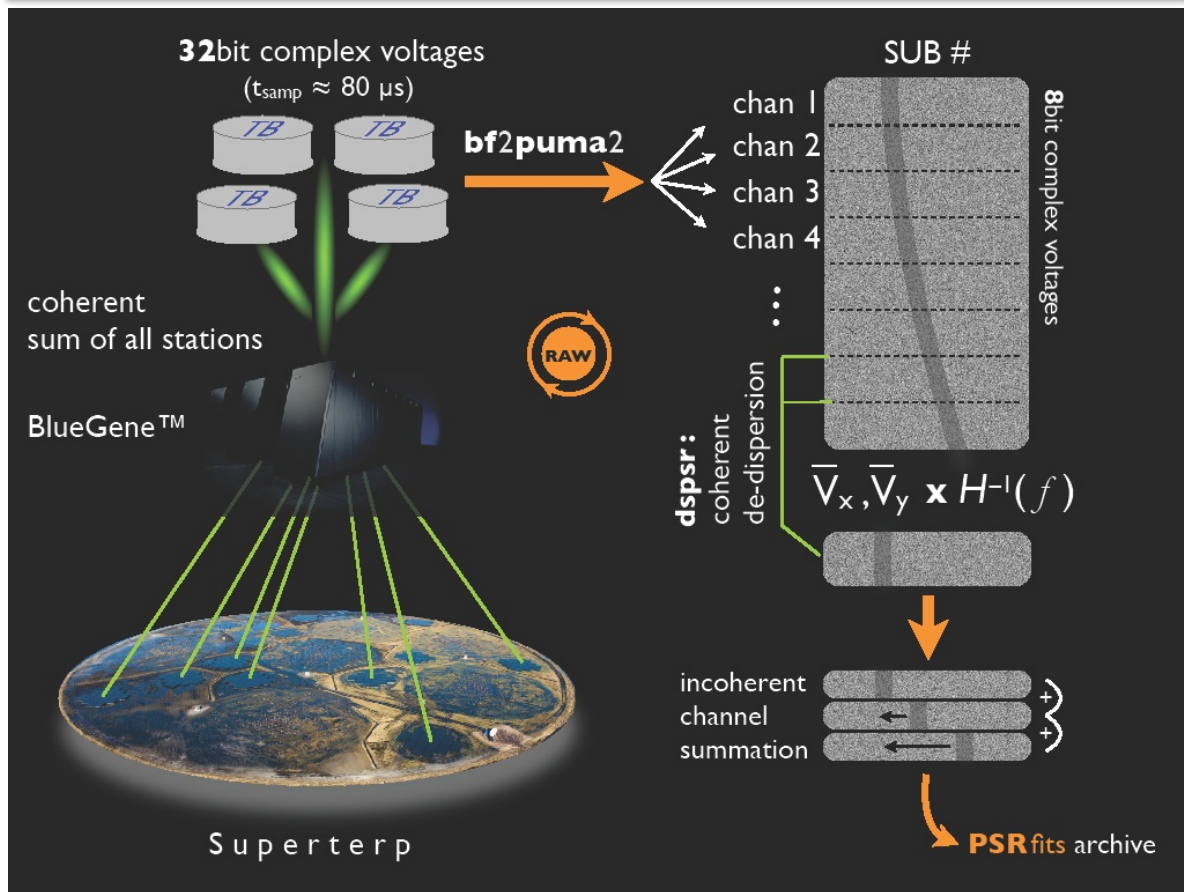 32bit complex voltages
(tsamp ≈ 80 μs)
TB
TB
TB
TB
coherent
sum of all stations
BlueGene™
Superterp
bf2puma2
RAW
SUB #
chan 1
chan 2
chan 3
chan 4
...
8bit complex voltages
dspsr:
coherent
de-dispersion
V̅x ,V̅y x H⁻¹(f)
incoherent
channel
summation
+
+
PSRfits archive